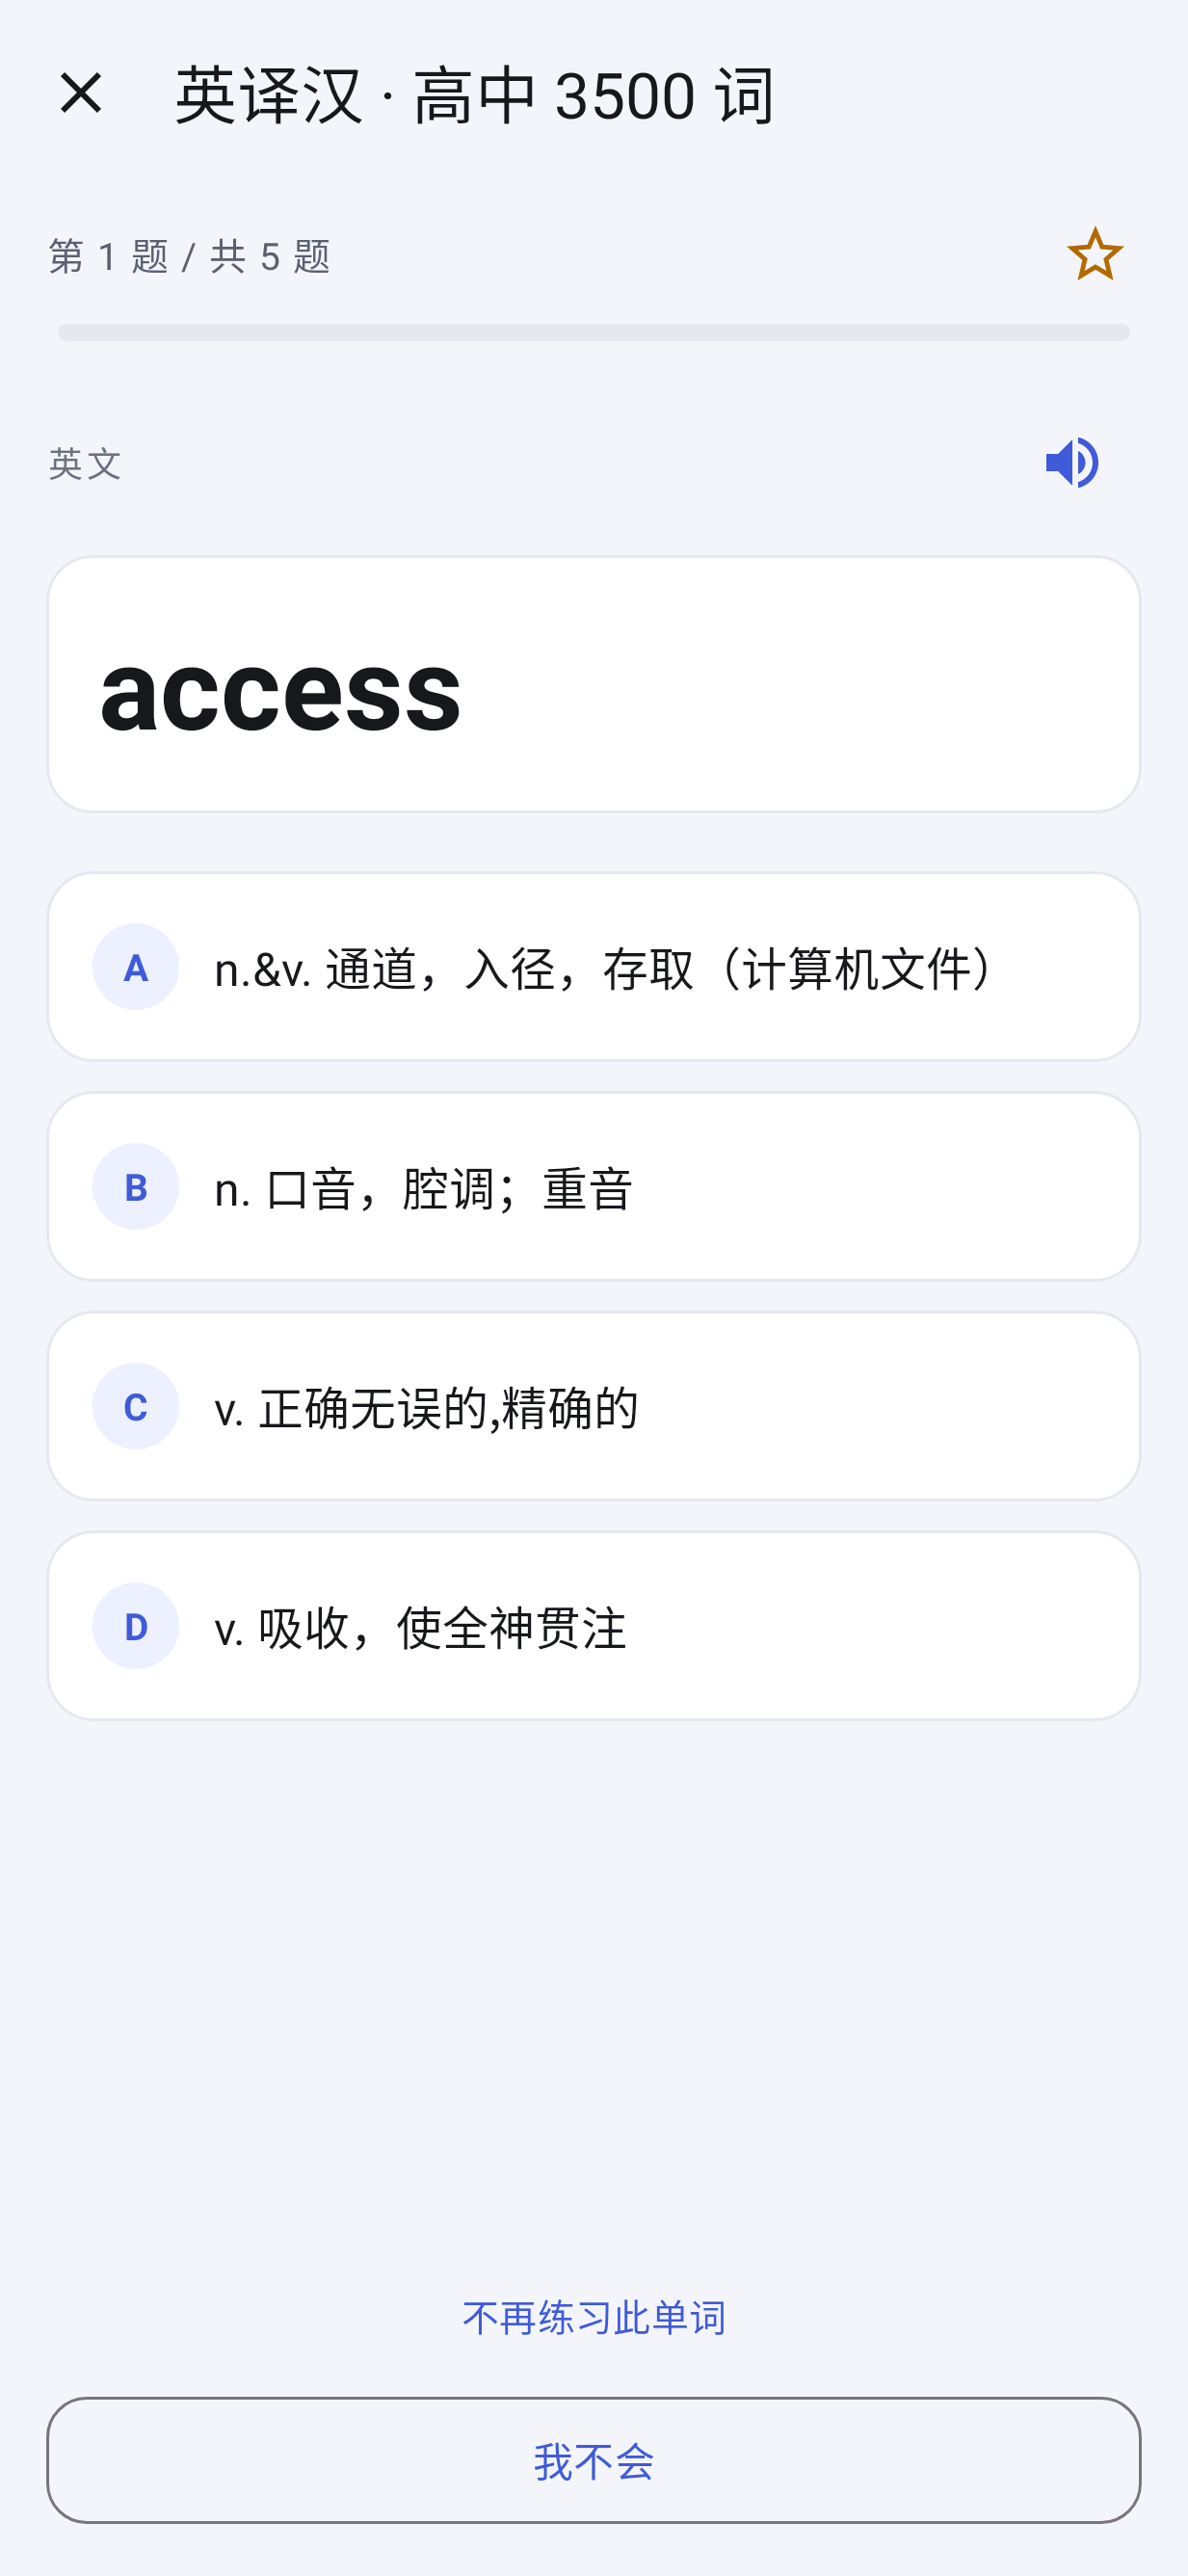 英译汉 · 高中 3500 词
第 1 题 / 共 5 题
英文
access
A n.&v. 通道，入径，存取（计算机文件）
B n. 口音，腔调；重音
C v. 正确无误的,精确的
D v. 吸收，使全神贯注
不再练习此单词
我不会